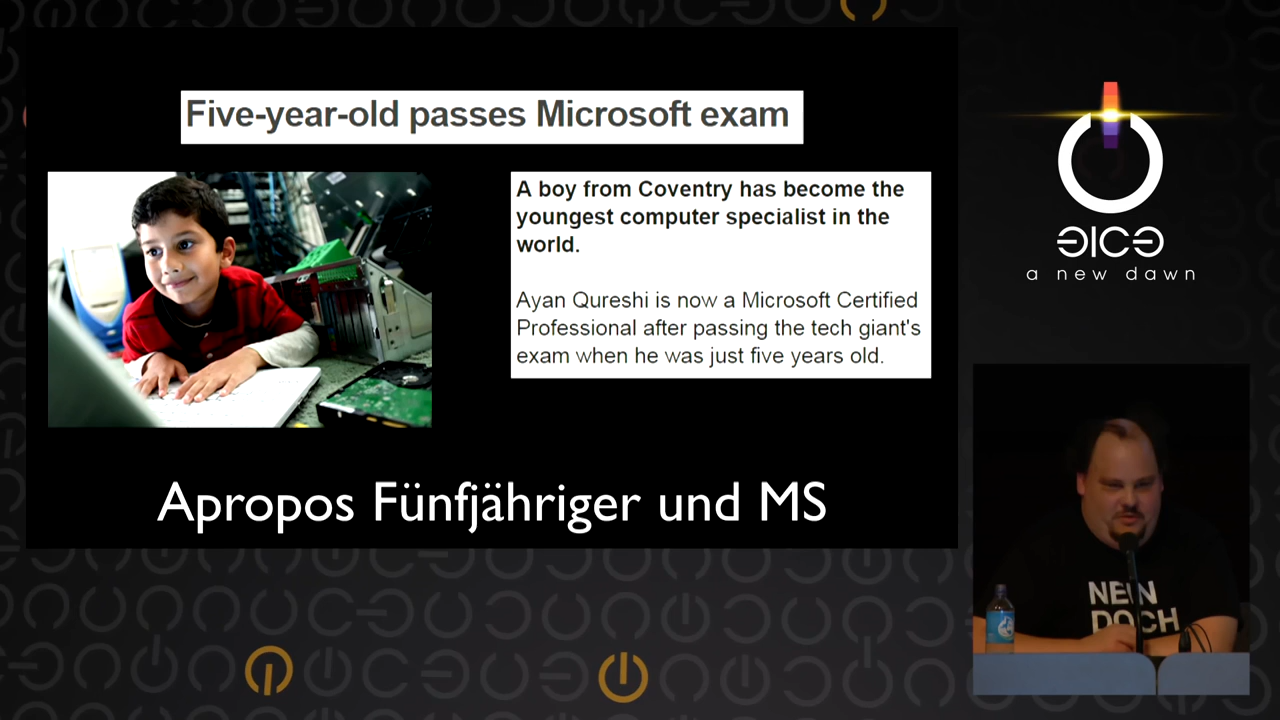 Five-year-old passes Microsoft exam
A boy from Coventry has become the
youngest computer specialist in the
world.
Ayan Qureshi is now a Microsoft Certified
Professional after passing the tech giant's
exam when he was just five years old.
Apropos Fünfjähriger und MS
a new dawn
NEIN
DOCH